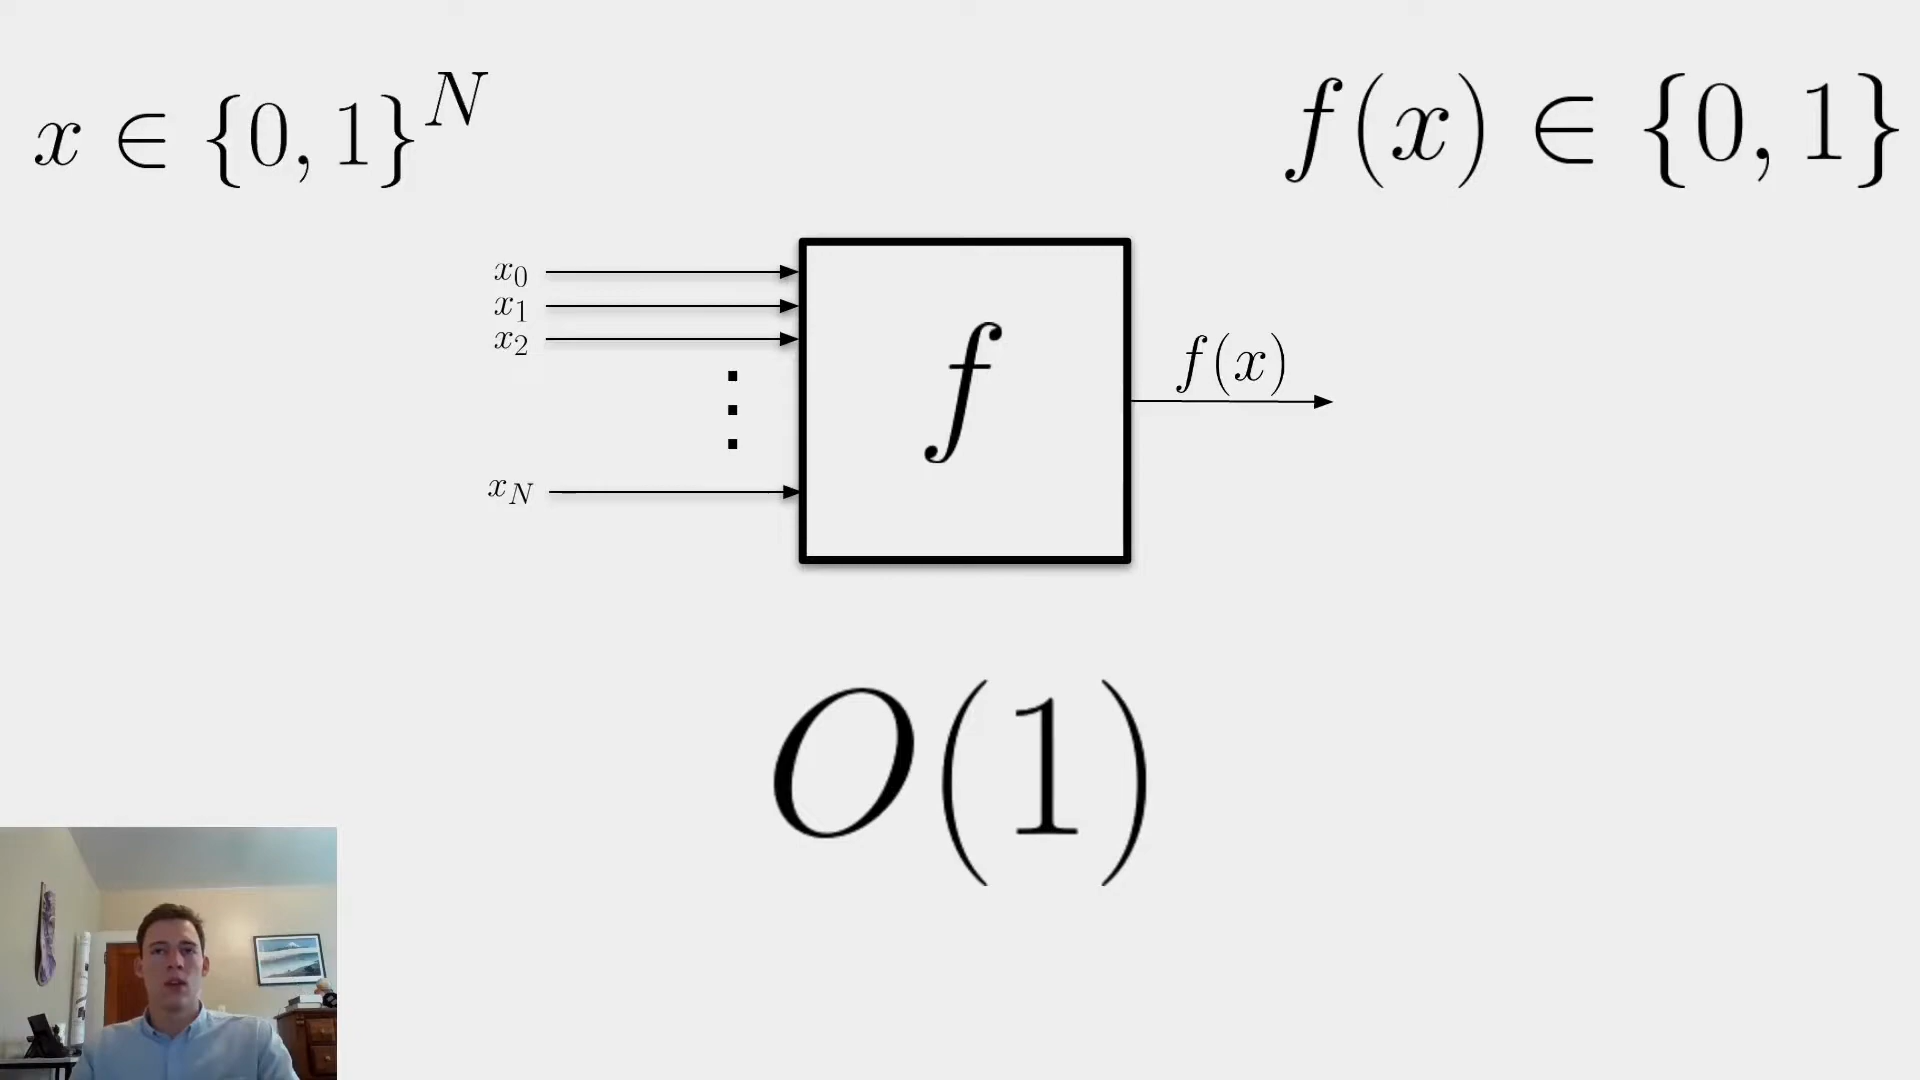 x ∈ {0, 1}^N
f(x) ∈ {0, 1}
x_0
x_1
x_2
⋮
x_N
f
f(x)
O(1)